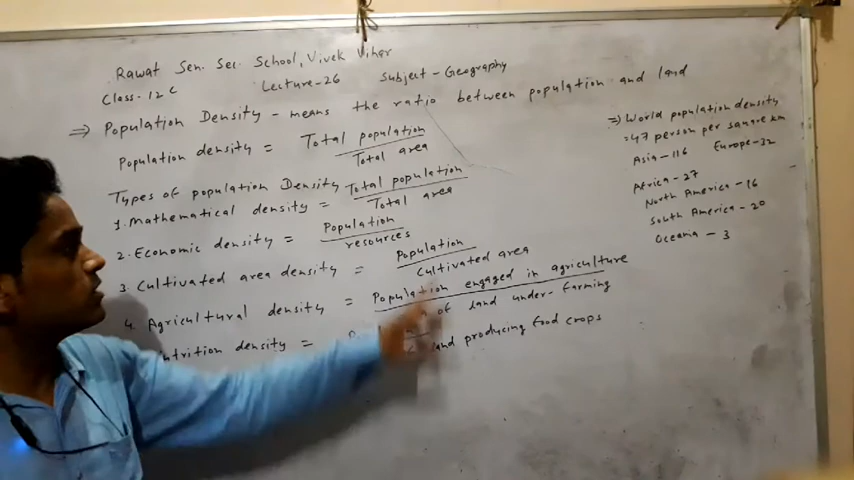 Rawat Sen. Sec. School, Vivek Vihar
Class-12 C Lecture-26 Subject-Geography
⇒ Population Density - means the ratio between population and land
Population density = Total population
Total area
Types of population Density
1. Mathematical density = Total population
Total area
2. Economic density = Population
resources
3. Cultivated area density = Population
Cultivated area
4. Agricultural density = Population engaged in agriculture
of land under-farming
density =
land producing food crops
⇒ World population density
= 47 person per square km
Asia-116 Europe-32
Africa-27
North America-16
South America-20
Oceania-3